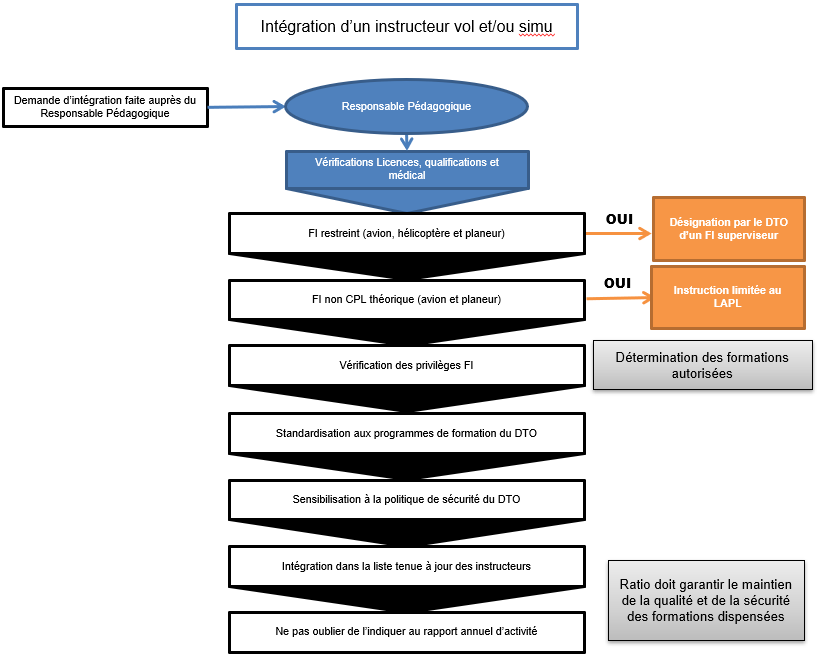 Intégration d'un instructeur vol et/ou simu
Demande d'intégration faite auprès du
Responsable Pédagogique
Responsable Pédagogique
Vérifications Licences, qualifications et
médical
FI restreint (avion, hélicoptère et planeur)
OUI
Désignation par le DTO
d'un FI superviseur
FI non CPL théorique (avion et planeur)
OUI
Instruction limitée au
LAPL
Vérification des privilèges FI
Détermination des formations
autorisées
Standardisation aux programmes de formation du DTO
Sensibilisation à la politique de sécurité du DTO
Intégration dans la liste tenue à jour des instructeurs
Ratio doit garantir le maintien
de la qualité et de la sécurité
des formations dispensées
Ne pas oublier de l'indiquer au rapport annuel d'activité